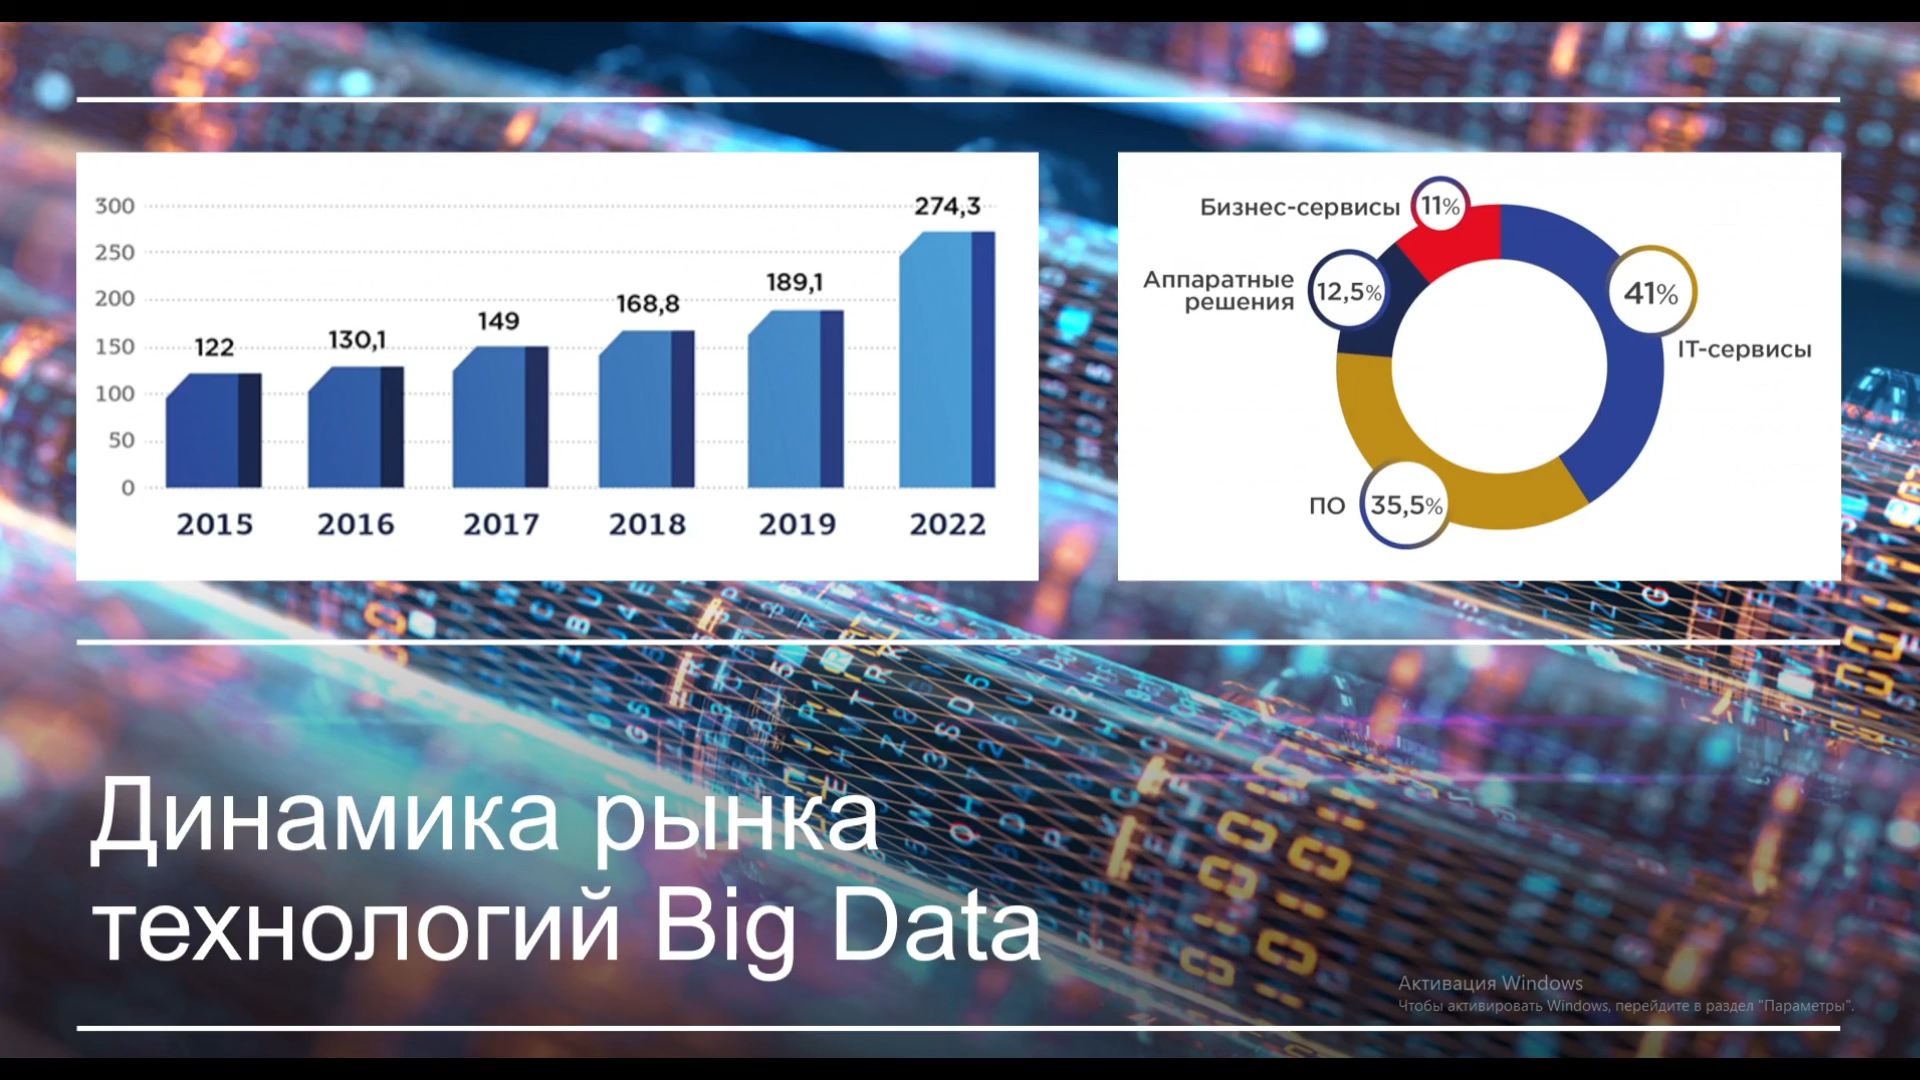 300
250
200
150
100
50
0
122
130,1
149
168,8
189,1
274,3
2015
2016
2017
2018
2019
2022
Бизнес-сервисы
11%
Аппаратные
решения
12,5%
41%
IT-сервисы
ПО
35,5%
Динамика рынка
технологий Big Data
Активация Windows
Чтобы активировать Windows, перейдите в раздел "Параметры".